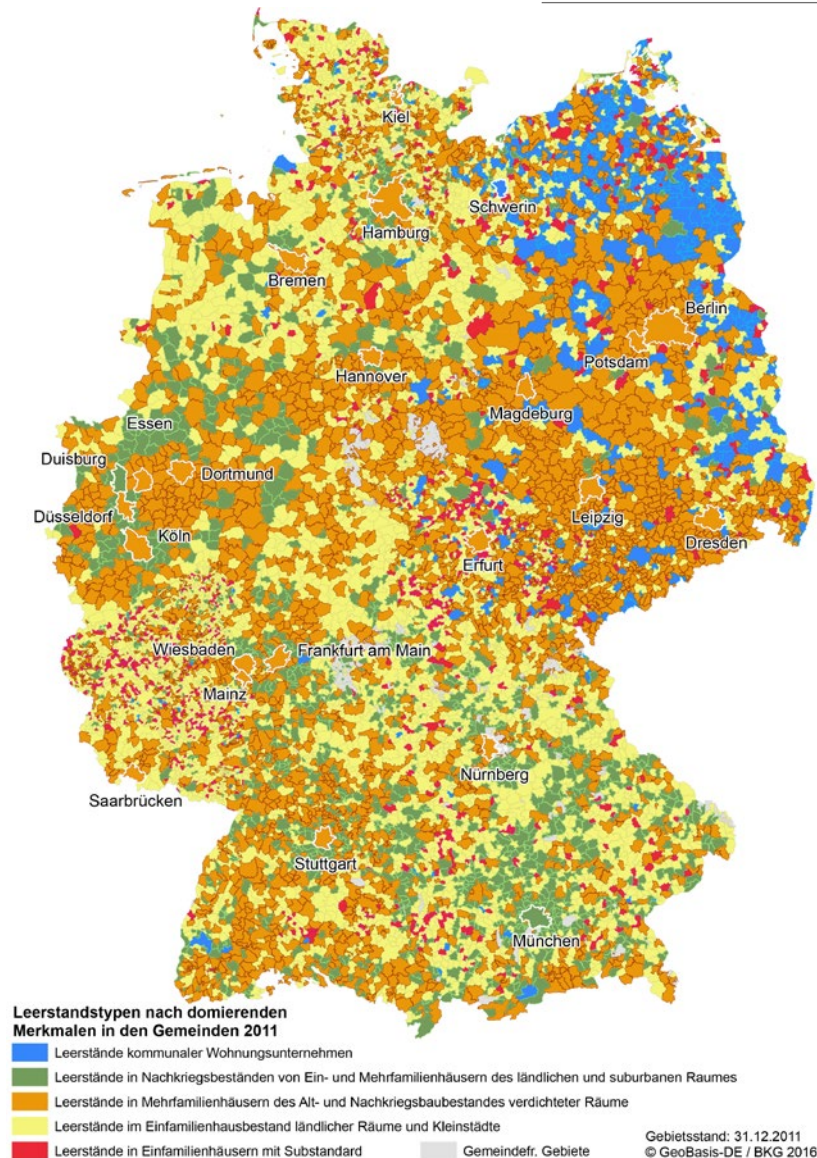 Kiel
Schwerin
Hamburg
Bremen
Berlin
Potsdam
Hannover
Magdeburg
Essen
Duisburg
Dortmund
Düsseldorf
Leipzig
Köln
Dresden
Erfurt
Wiesbaden
Frankfurt am Main
Mainz
Nürnberg
Saarbrücken
Stuttgart
München
Leerstandstypen nach domierenden
Merkmalen in den Gemeinden 2011
Leerstände kommunaler Wohnungsunternehmen
Leerstände in Nachkriegsbeständen von Ein- und Mehrfamilienhäusern des ländlichen und suburbanen Raumes
Leerstände in Mehrfamilienhäusern des Alt- und Nachkriegsbaubestandes verdichteter Räume
Leerstände im Einfamilienhausbestand ländlicher Räume und Kleinstädte
Leerstände in Einfamilienhäusern mit Substandard
Gemeindefr. Gebiete
Gebietsstand: 31.12.2011
© GeoBasis-DE / BKG 2016